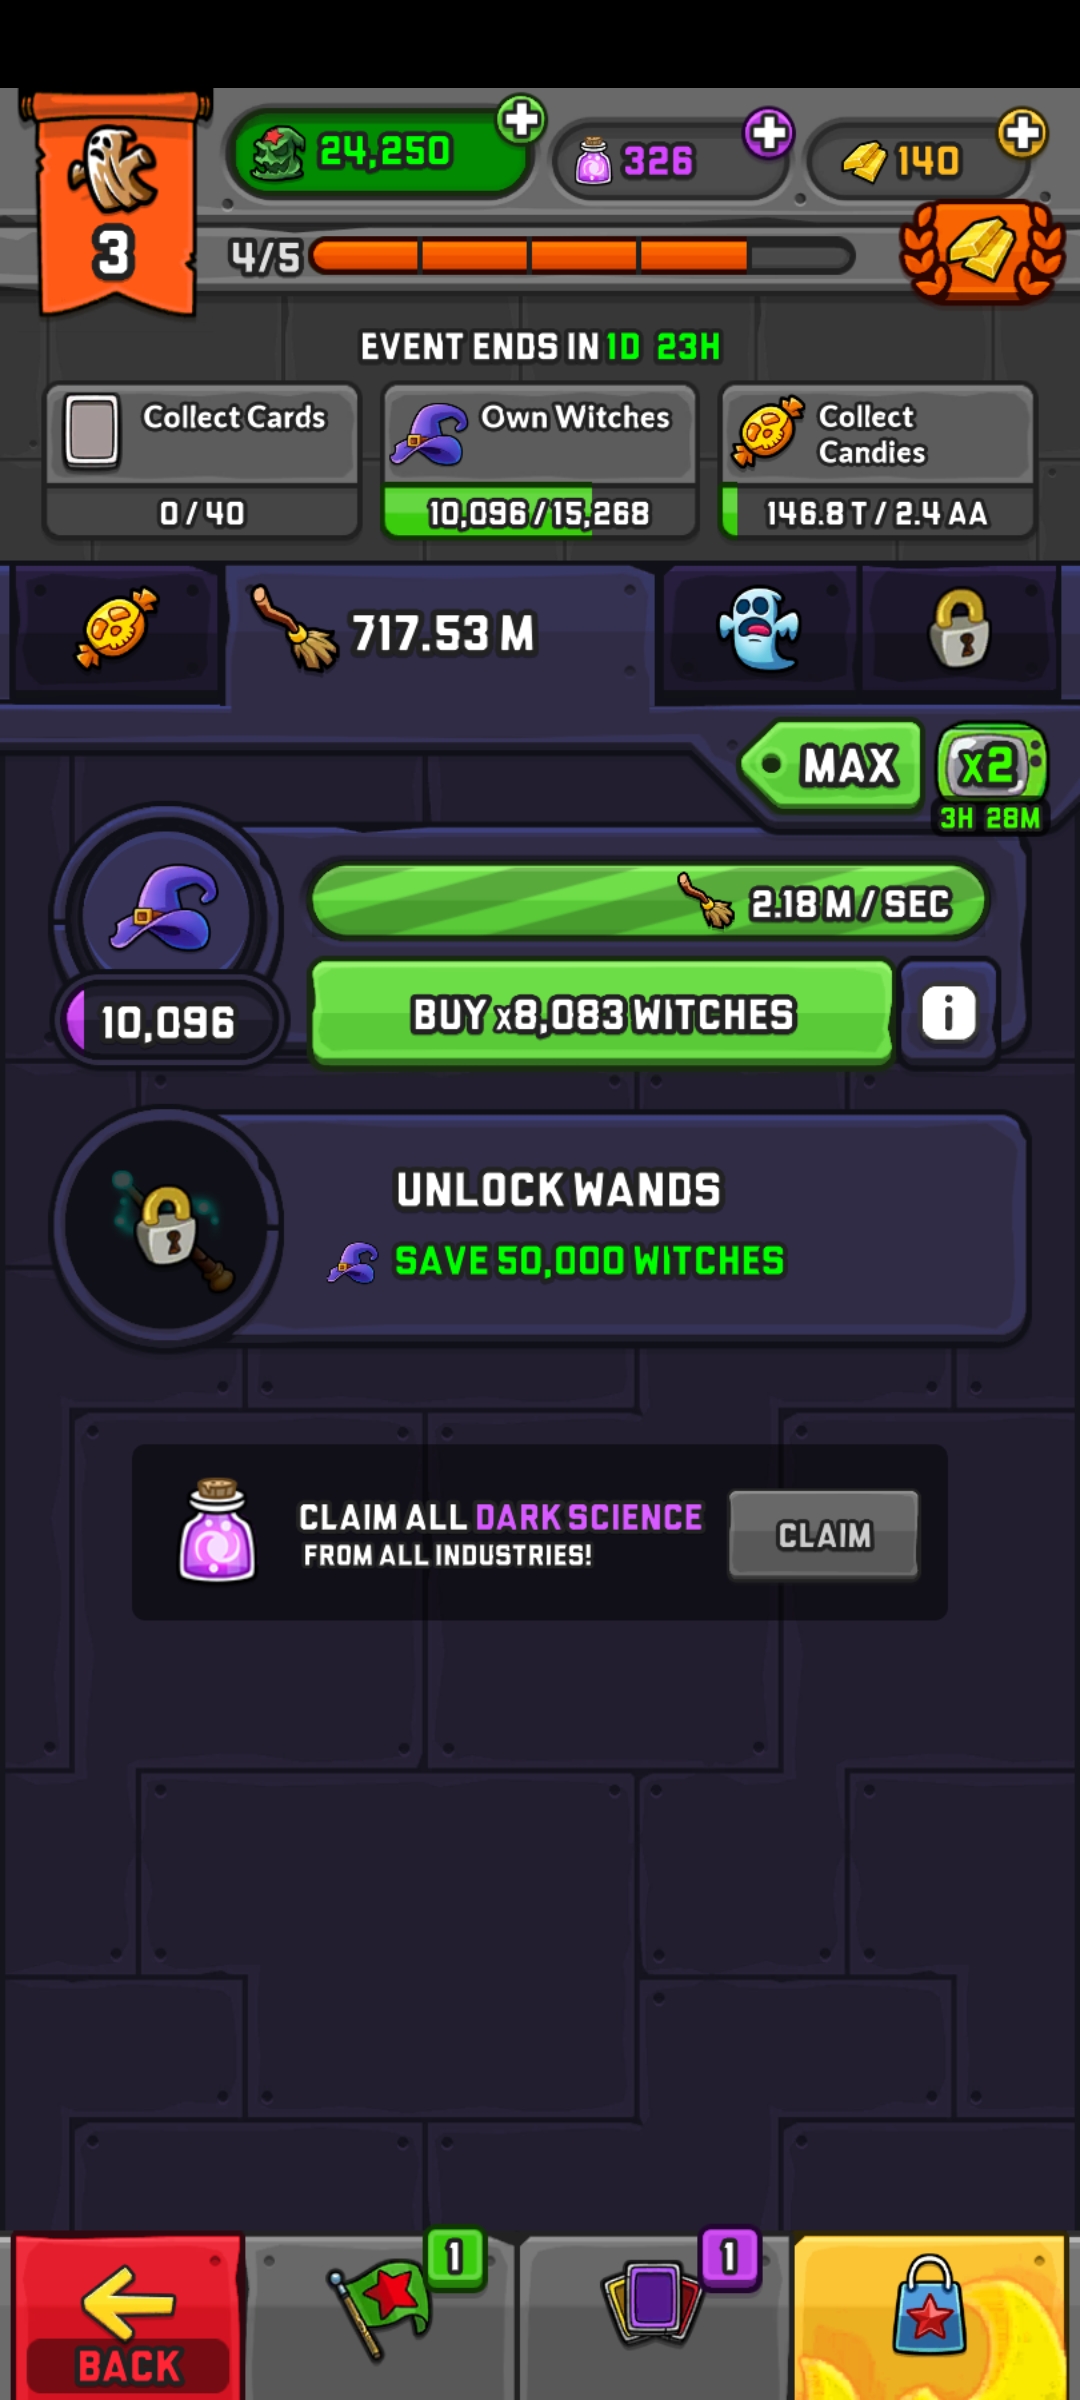 24,250
326
140
3
4/5
EVENT ENDS IN 1D 23H
Collect Cards
0 / 40
Own Witches
10,096/15,268
Collect
Candies
146.8 T / 2.4 AA
717.53 M
MAX
x2
3H 28M
2.18 M / SEC
10,096
BUY x8,083 WITCHES
i
UNLOCK WANDS
SAVE 50,000 WITCHES
CLAIM ALL DARK SCIENCE
FROM ALL INDUSTRIES!
CLAIM
1
1
BACK